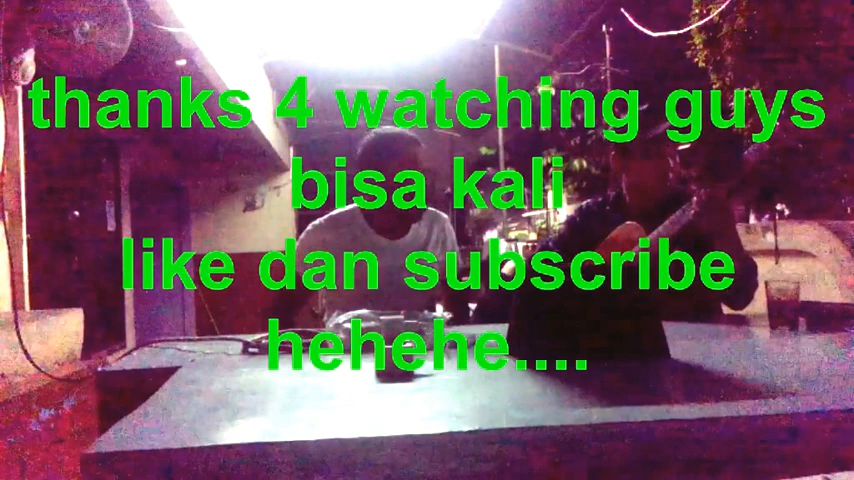 thanks 4 watching guys
bisa kali
like dan subscribe
hehehe....